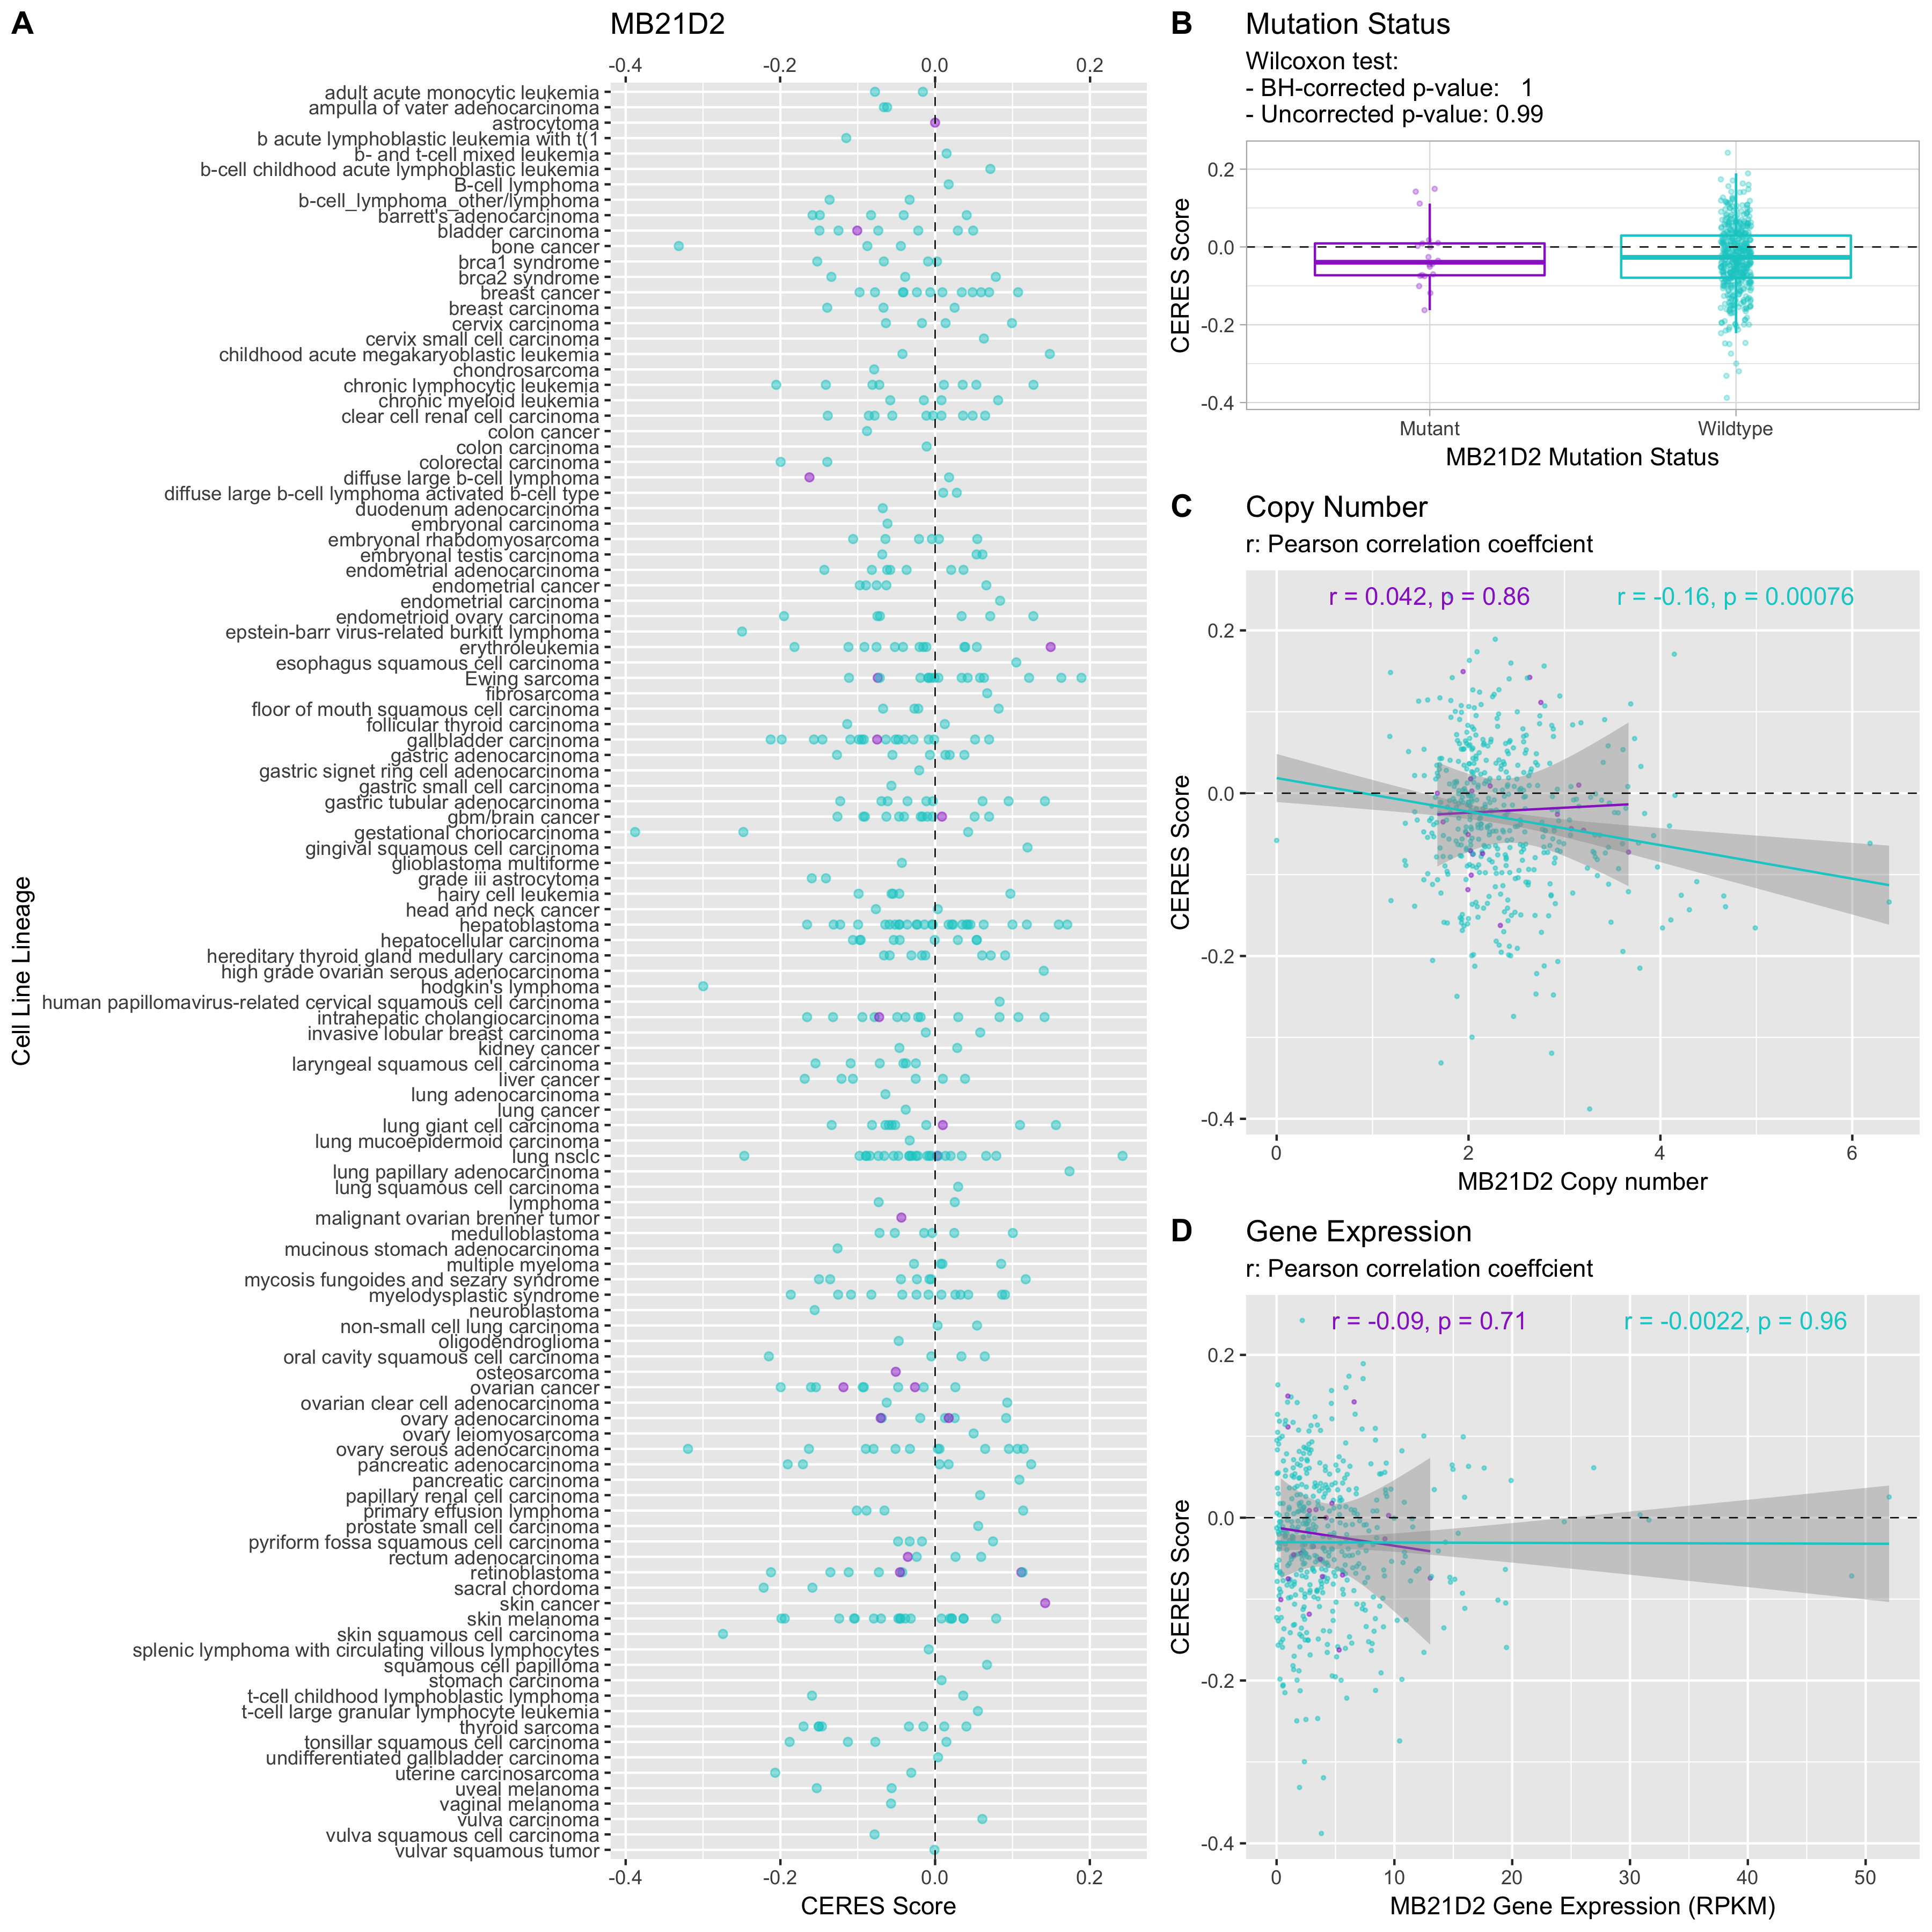 A
MB21D2
-0.4 -0.2 0.0 0.2
adult acute monocytic leukemia
ampulla of vater adenocarcinoma
astrocytoma
b acute lymphoblastic leukemia with t(1
b- and t-cell mixed leukemia
b-cell childhood acute lymphoblastic leukemia
B-cell lymphoma
b-cell_lymphoma_other/lymphoma
barrett's adenocarcinoma
bladder carcinoma
bone cancer
brca1 syndrome
brca2 syndrome
breast cancer
breast carcinoma
cervix carcinoma
cervix small cell carcinoma
childhood acute megakaryoblastic leukemia
chondrosarcoma
chronic lymphocytic leukemia
chronic myeloid leukemia
clear cell renal cell carcinoma
colon cancer
colon carcinoma
colorectal carcinoma
diffuse large b-cell lymphoma
diffuse large b-cell lymphoma activated b-cell type
duodenum adenocarcinoma
embryonal carcinoma
embryonal rhabdomyosarcoma
embryonal testis carcinoma
endometrial adenocarcinoma
endometrial cancer
endometrial carcinoma
endometrioid ovary carcinoma
epstein-barr virus-related burkitt lymphoma
erythroleukemia
esophagus squamous cell carcinoma
Ewing sarcoma
fibrosarcoma
floor of mouth squamous cell carcinoma
follicular thyroid carcinoma
gallbladder carcinoma
gastric adenocarcinoma
gastric signet ring cell adenocarcinoma
gastric small cell carcinoma
gastric tubular adenocarcinoma
gbm/brain cancer
gestational choriocarcinoma
gingival squamous cell carcinoma
glioblastoma multiforme
grade iii astrocytoma
hairy cell leukemia
head and neck cancer
hepatoblastoma
hepatocellular carcinoma
hereditary thyroid gland medullary carcinoma
high grade ovarian serous adenocarcinoma
hodgkin's lymphoma
human papillomavirus-related cervical squamous cell carcinoma
intrahepatic cholangiocarcinoma
invasive lobular breast carcinoma
kidney cancer
laryngeal squamous cell carcinoma
liver cancer
lung adenocarcinoma
lung cancer
lung giant cell carcinoma
lung mucoepidermoid carcinoma
lung nsclc
lung papillary adenocarcinoma
lung squamous cell carcinoma
lymphoma
malignant ovarian brenner tumor
medulloblastoma
mucinous stomach adenocarcinoma
multiple myeloma
mycosis fungoides and sezary syndrome
myelodysplastic syndrome
neuroblastoma
non-small cell lung carcinoma
oligodendroglioma
oral cavity squamous cell carcinoma
osteosarcoma
ovarian cancer
ovarian clear cell adenocarcinoma
ovary adenocarcinoma
ovary leiomyosarcoma
ovary serous adenocarcinoma
pancreatic adenocarcinoma
pancreatic carcinoma
papillary renal cell carcinoma
primary effusion lymphoma
prostate small cell carcinoma
pyriform fossa squamous cell carcinoma
rectum adenocarcinoma
retinoblastoma
sacral chordoma
skin cancer
skin melanoma
skin squamous cell carcinoma
splenic lymphoma with circulating villous lymphocytes
squamous cell papilloma
stomach carcinoma
t-cell childhood lymphoblastic lymphoma
t-cell large granular lymphocyte leukemia
thyroid sarcoma
tonsillar squamous cell carcinoma
undifferentiated gallbladder carcinoma
uterine carcinosarcoma
uveal melanoma
vaginal melanoma
vulva carcinoma
vulva squamous cell carcinoma
vulvar squamous tumor
-0.4 -0.2 0.0 0.2
CERES Score
Cell Line Lineage
B
Mutation Status
Wilcoxon test:
- BH-corrected p-value: 1
- Uncorrected p-value: 0.99
0.2
0.0
-0.2
-0.4
CERES Score
Mutant Wildtype
MB21D2 Mutation Status
C
Copy Number
r: Pearson correlation coeffcient
r = 0.042, p = 0.86 r = -0.16, p = 0.00076
0.2
0.0
-0.2
-0.4
CERES Score
0 2 4 6
MB21D2 Copy number
D
Gene Expression
r: Pearson correlation coeffcient
r = -0.09, p = 0.71 r = -0.0022, p = 0.96
0.2
0.0
-0.2
-0.4
CERES Score
0 10 20 30 40 50
MB21D2 Gene Expression (RPKM)